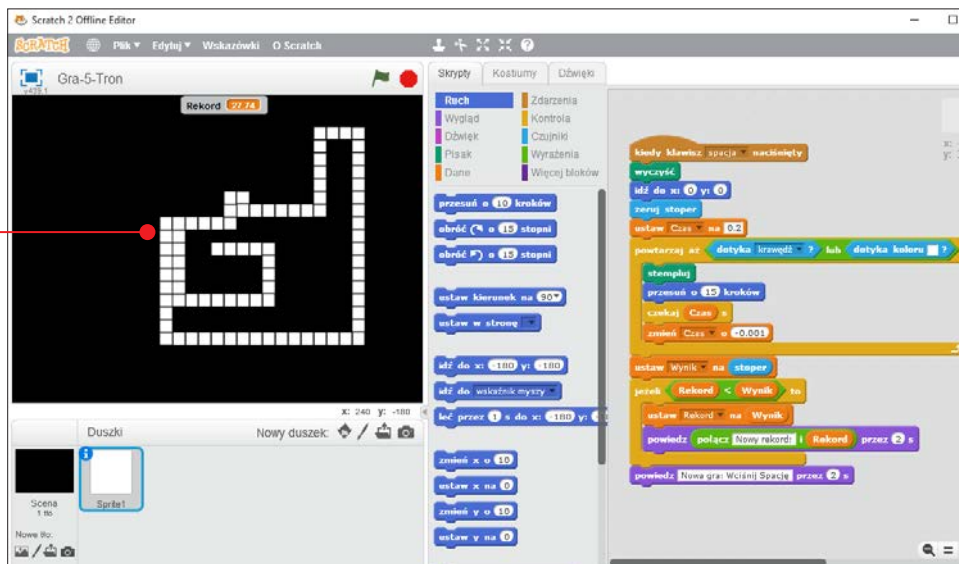 Scratch 2 Offline Editor
SCRATCH Plik Edytuj Wskazówki O Scratch
Gra-5-Tron
v439.1
Rekord 27.74
x: 240 y: -180
Duszki Nowy duszek:
Scena
1 tło
Nowe tło:
Sprite1
Skrypty Kostiumy Dźwięki
Ruch Zdarzenia
Wygląd Kontrola
Dźwięk Czujniki
Pisak Wyrażenia
Dane Więcej bloków
przesuń o 10 kroków
obróć o 15 stopni
obróć o 15 stopni
ustaw kierunek na 90
ustaw w stronę
idź do x: -180 y: -180
idź do wskaźnik myszy
leć przez 1 s do x: -180 y:
zmień x o 10
ustaw x na 0
zmień y o 10
ustaw y na 0
kiedy klawisz spacja naciśnięty
wyczyść
idź do x: 0 y: 0
zeruj stoper
ustaw Czas na 0.2
powtarzaj aż dotyka krawędź ? lub dotyka koloru ?
stempluj
przesuń o 15 kroków
czekaj Czas s
zmień Czas o -0.001
ustaw Wynik na stoper
jeżeli Rekord < Wynik to
ustaw Rekord na Wynik
powiedz połącz Nowy rekord: i Rekord przez 2 s
powiedz Nowa gra: Wciśnij Spację przez 2 s
x:
y: